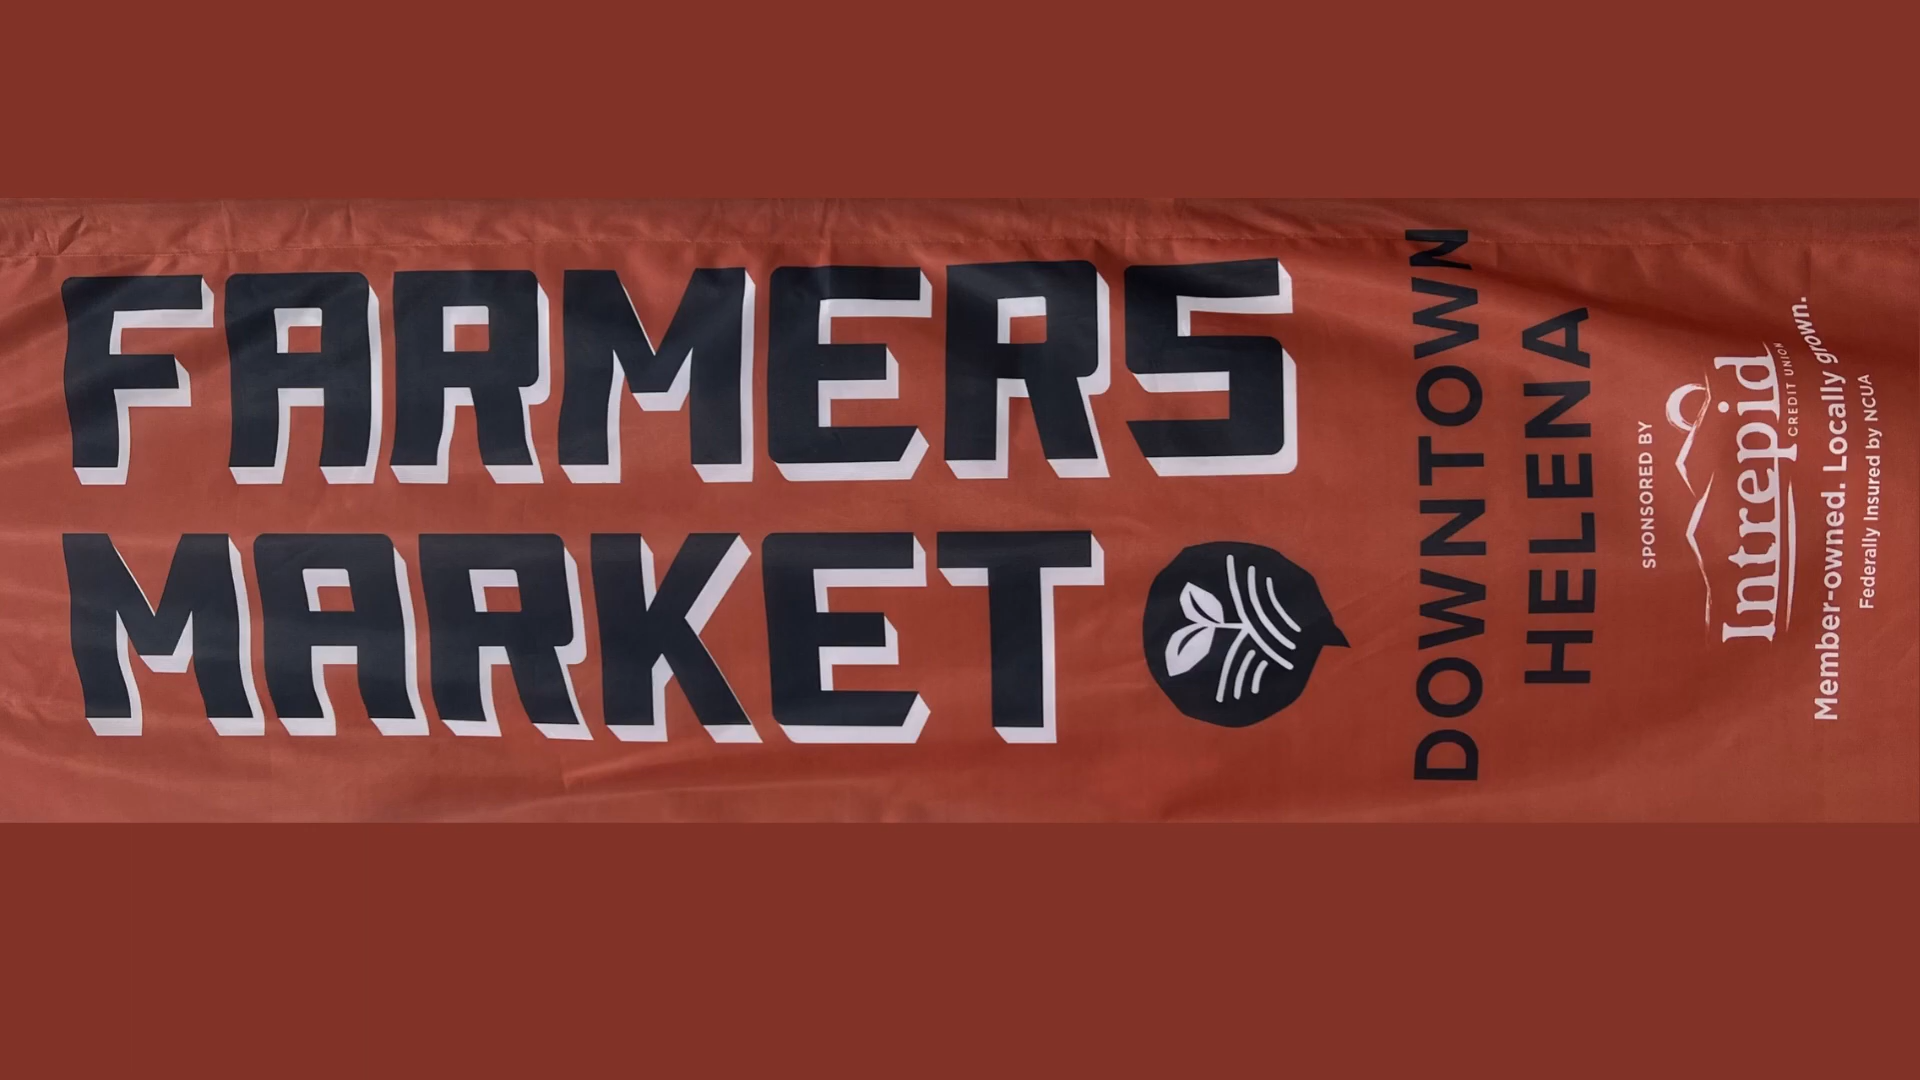 FARMERS
MARKET
DOWNTOWN
HELENA
SPONSORED BY
Intrepid
CREDIT UNION
Member-owned. Locally grown.
Federally Insured by NCUA